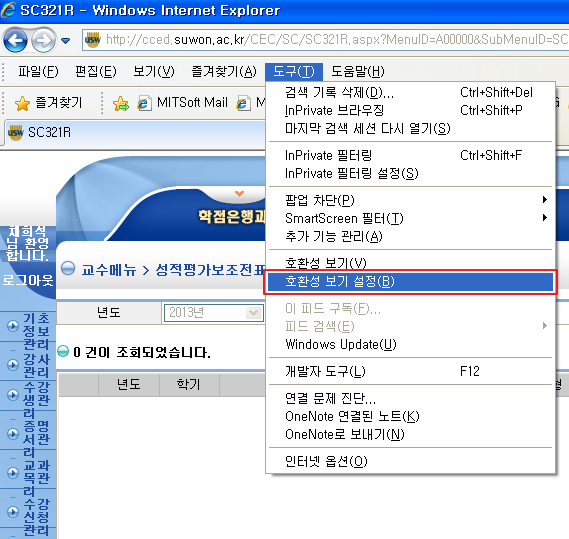 SC321R - Windows Internet Explorer
http://cced.suwon.ac.kr/CEC/SC/SC321R.aspx?MenuID=A00000&SubMenuID=SC
파일(F) 편집(E) 보기(V) 즐겨찾기(A) 도구(T) 도움말(H)
즐겨찾기 MITSoft Mail M
SC321R
검색 기록 삭제(D)... Ctrl+Shift+Del
InPrivate 브라우징 Ctrl+Shift+P
마지막 검색 세션 다시 열기(S)
InPrivate 필터링 Ctrl+Shift+F
InPrivate 필터링 설정(S)
팝업 차단(P)
SmartScreen 필터(T)
추가 기능 관리(A)
호환성 보기(V)
호환성 보기 설정(B)
이 피드 구독(F)...
피드 검색(E)
Windows Update(U)
개발자 도구(L) F12
연결 문제 진단...
OneNote 연결된 노트(K)
OneNote로 보내기(N)
인터넷 옵션(O)
학점은행과
채희석
님 환영
합니다.
로그아웃
교수메뉴 > 성적평가보조전표
년도 2013년
0 건이 조회되었습니다.
년도 학기 형
기초
정보
관리
강사
관리
수강
생관
리
증명
서관
리
교과
목관
리
수강
신청
관리